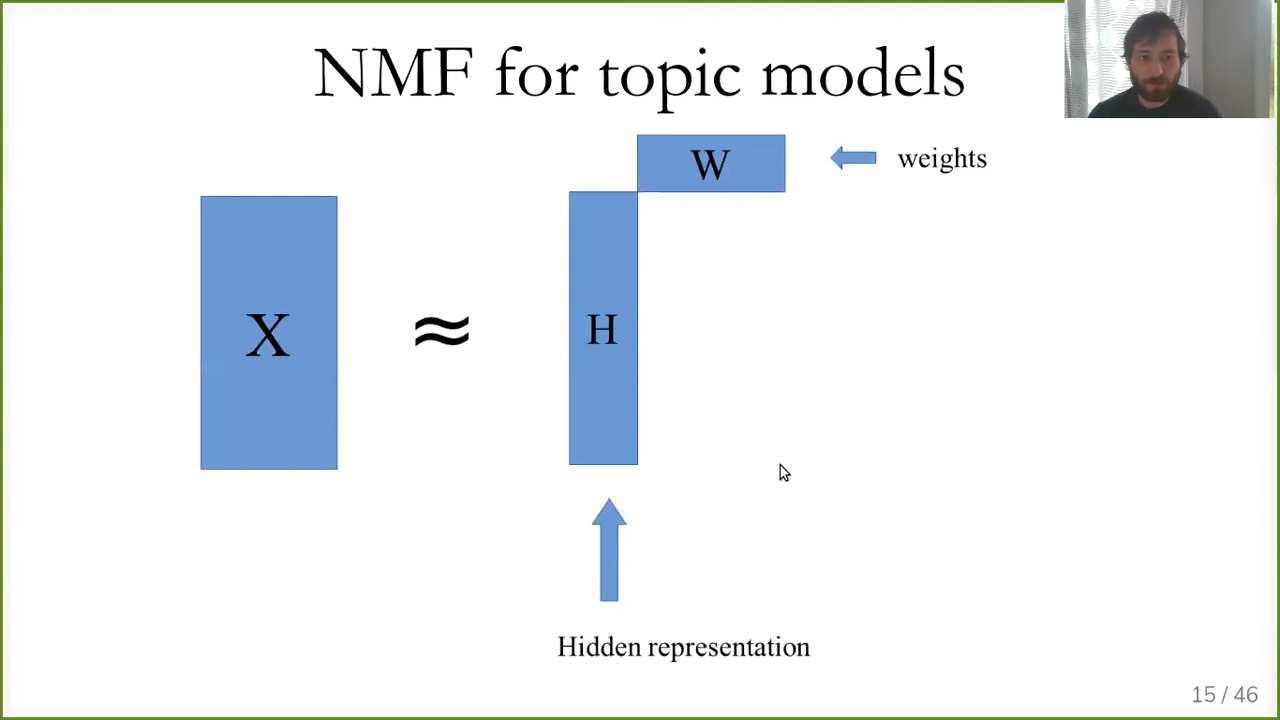 NMF for topic models
W
weights
X
≈
H
Hidden representation
15 / 46